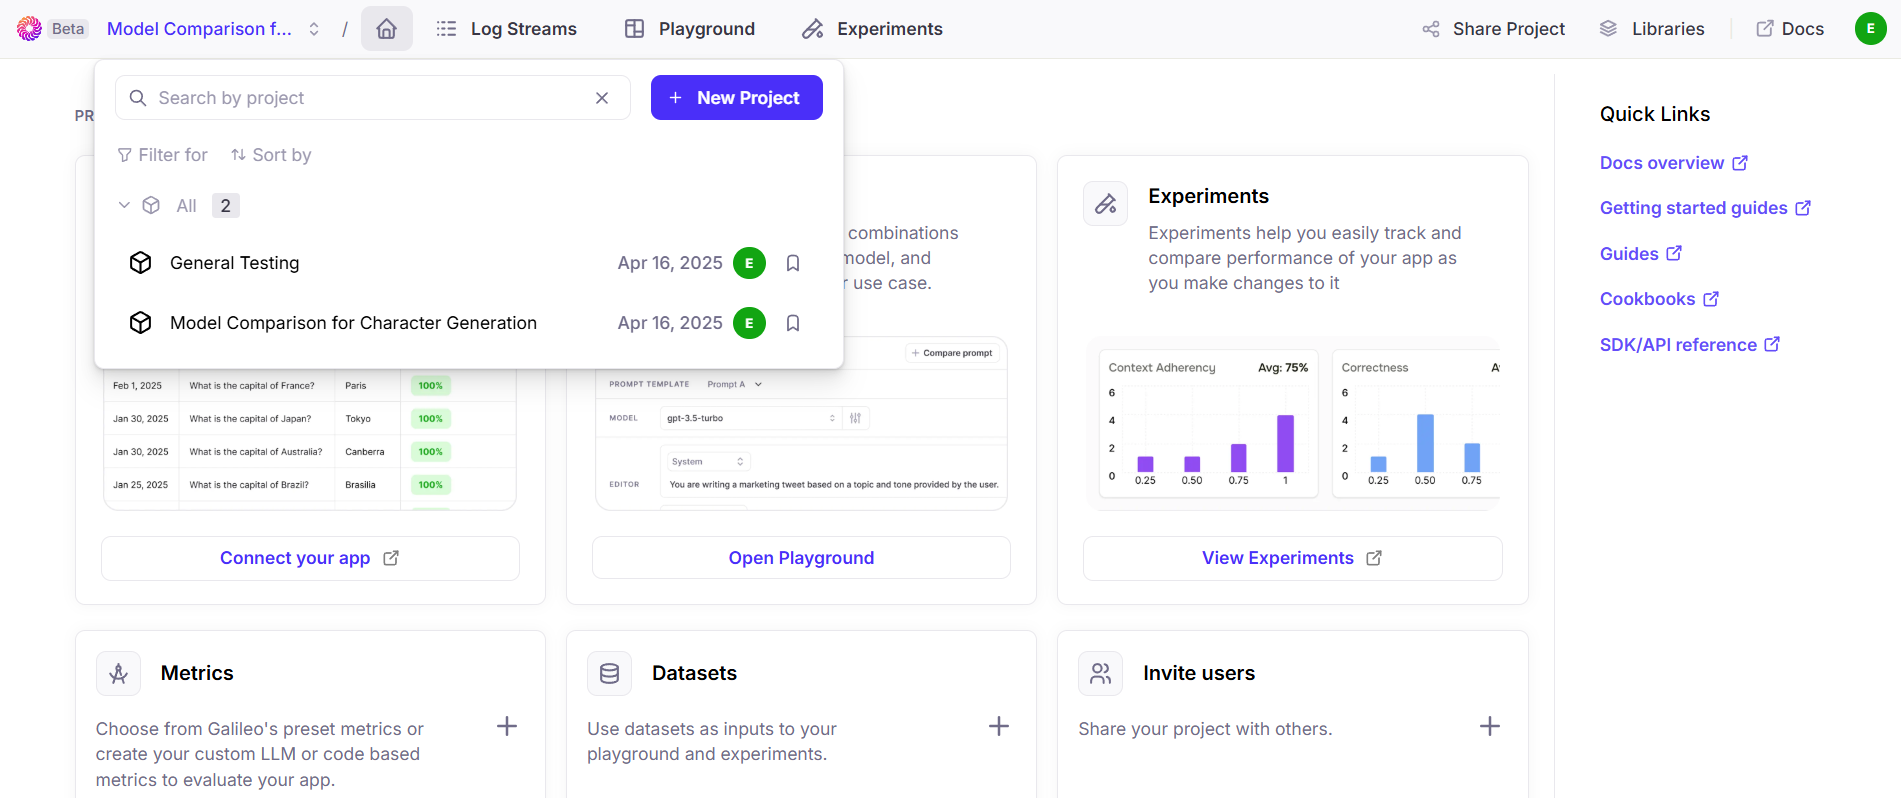 Beta
Model Comparison f...
/
Log Streams
Playground
Experiments
Share Project
Libraries
Docs
E
PR
Search by project
+ New Project
Filter for
Sort by
All 2
General Testing
Apr 16, 2025
E
Model Comparison for Character Generation
Apr 16, 2025
E
Feb 1, 2025 What is the capital of France? Paris 100%
Jan 30, 2025 What is the capital of Japan? Tokyo 100%
Jan 30, 2025 What is the capital of Australia? Canberra 100%
Jan 25, 2025 What is the capital of Brazil? Brasilia 100%
Connect your app
combinations
model, and
use case.
+ Compare prompt
PROMPT TEMPLATE Prompt A
MODEL gpt-3.5-turbo
System
EDITOR You are writing a marketing tweet based on a topic and tone provided by the user.
Open Playground
Experiments
Experiments help you easily track and
compare performance of your app as
you make changes to it
Context Adherency Avg: 75%
6
4
2
0
0.25 0.50 0.75 1
Correctness
6
4
2
0
0.25 0.50 0.75
View Experiments
Metrics
Choose from Galileo's preset metrics or
create your custom LLM or code based
metrics to evaluate your app.
Datasets
Use datasets as inputs to your
playground and experiments.
Invite users
Share your project with others.
Quick Links
Docs overview
Getting started guides
Guides
Cookbooks
SDK/API reference